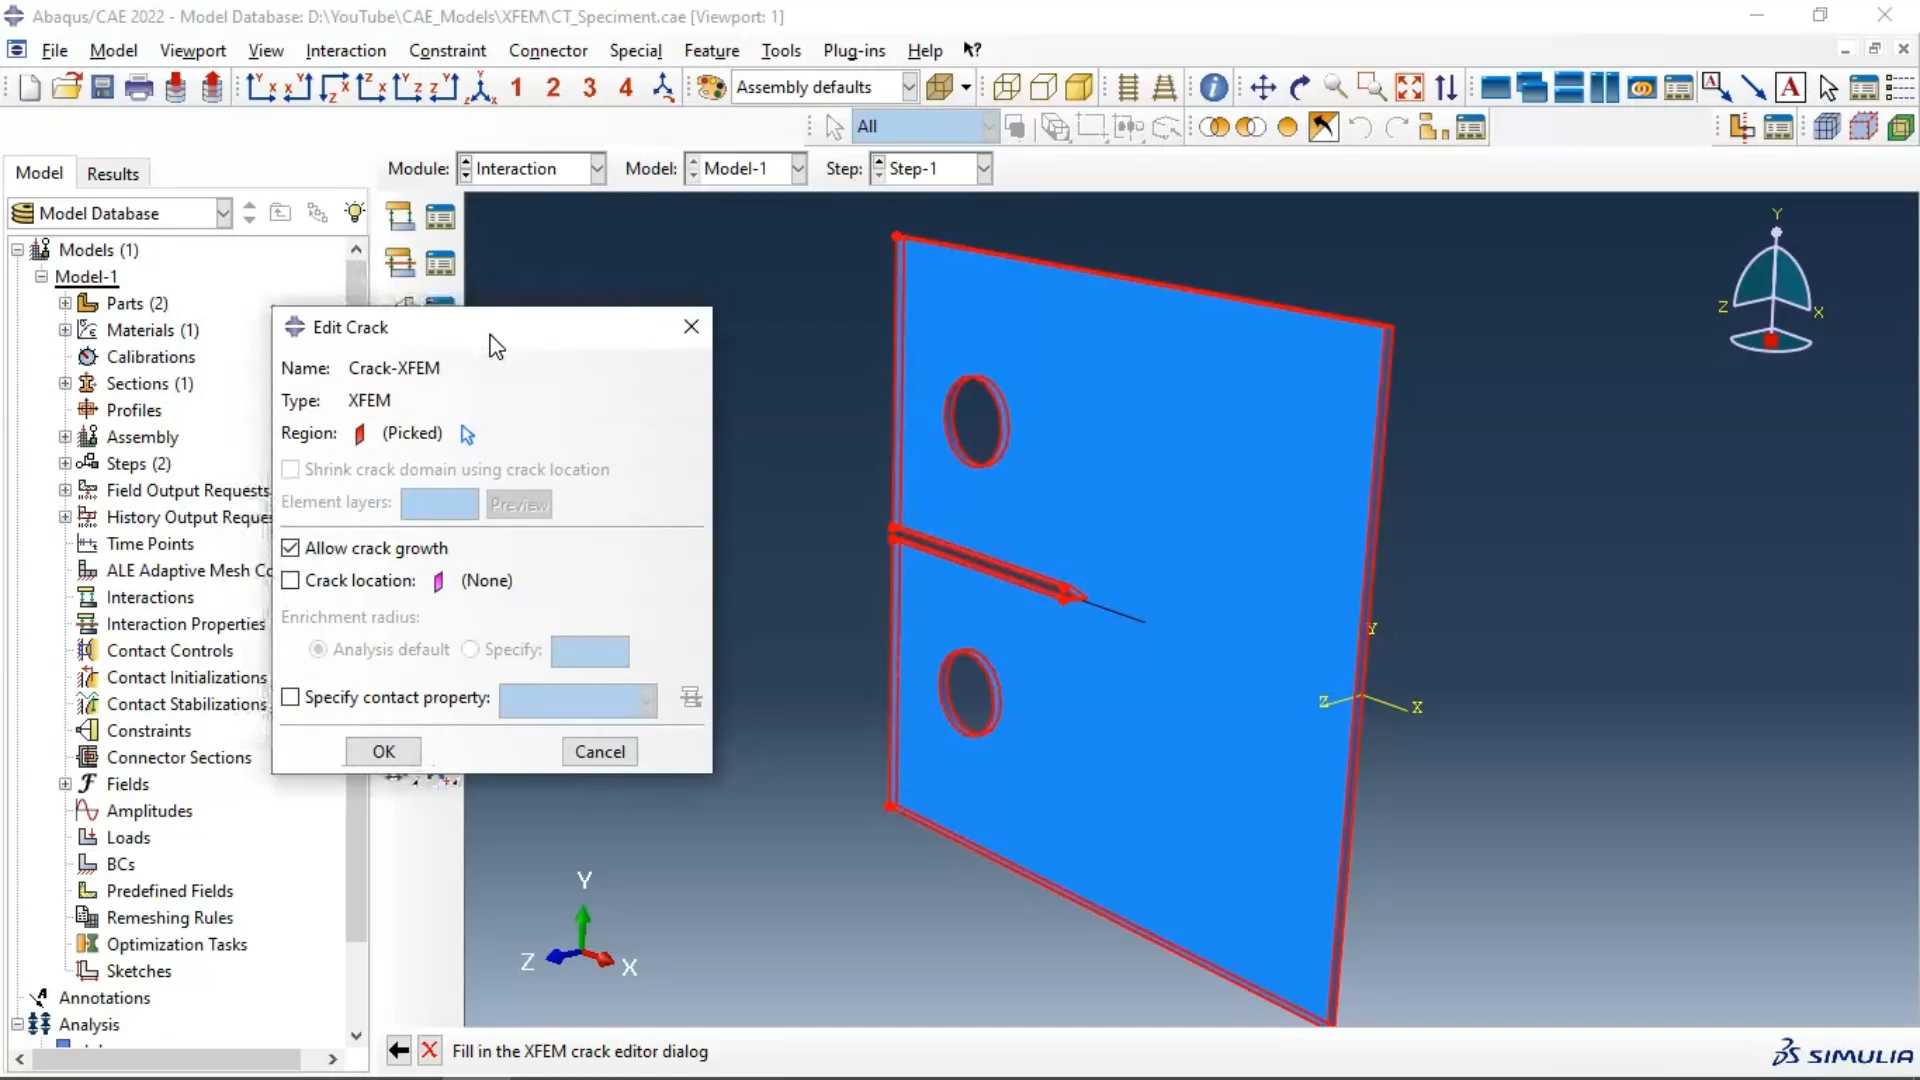 Abaqus/CAE 2022 - Model Database: D:\YouTube\CAE_Models\XFEM\CT_Speciment.cae [Viewport: 1]
File Model Viewport View Interaction Constraint Connector Special Feature Tools Plug-ins Help
1 2 3 4 Assembly defaults
All
Model Results
Module: Interaction Model: Model-1 Step: Step-1
Model Database
Models (1)
Model-1
Parts (2)
Materials (1)
Calibrations
Sections (1)
Profiles
Assembly
Steps (2)
Field Output Requests
History Output Reque
Time Points
ALE Adaptive Mesh Co
Interactions
Interaction Properties
Contact Controls
Contact Initializations
Contact Stabilizations
Constraints
Connector Sections
Fields
Amplitudes
Loads
BCs
Predefined Fields
Remeshing Rules
Optimization Tasks
Sketches
Annotations
Analysis
Edit Crack
Name: Crack-XFEM
Type: XFEM
Region: (Picked)
Shrink crack domain using crack location
Element layers: Preview
Allow crack growth
Crack location: (None)
Enrichment radius:
Analysis default Specify:
Specify contact property:
OK Cancel
Y
Z X
Y
Z X
Y
Z X
Fill in the XFEM crack editor dialog
SIMULIA